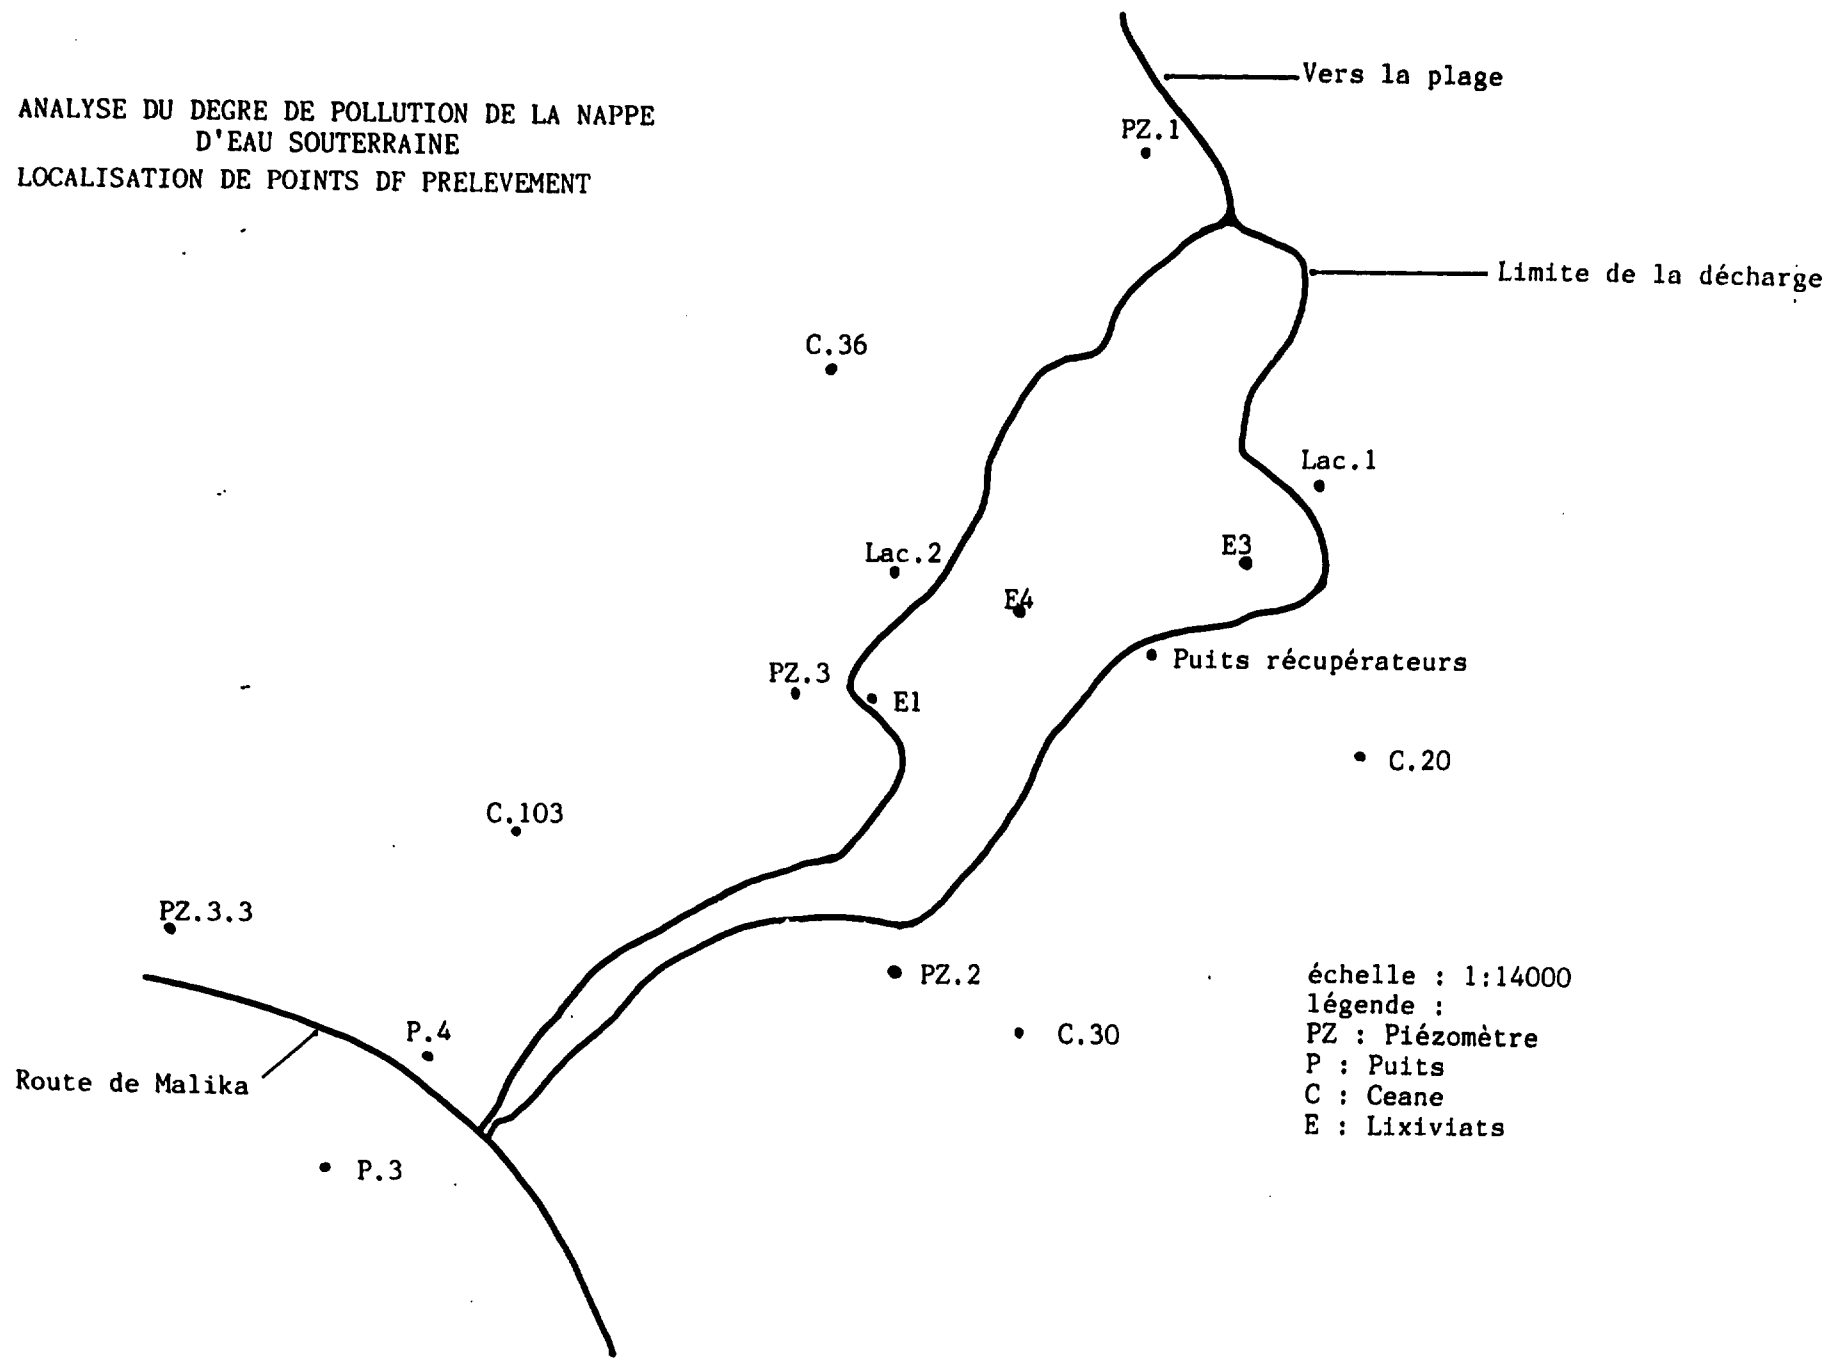 ANALYSE DU DEGRE DE POLLUTION DE LA NAPPE
D'EAU SOUTERRAINE
LOCALISATION DE POINTS DF PRELEVEMENT
Vers la plage
PZ.1
Limite de la décharge
C.36
Lac.1
Lac.2
E3
E4
Puits récupérateurs
PZ.3
E1
C.20
C.103
PZ.3.3
PZ.2
C.30
P.4
Route de Malika
P.3
échelle : 1:14000
légende :
PZ : Piézomètre
P : Puits
C : Ceane
E : Lixiviats